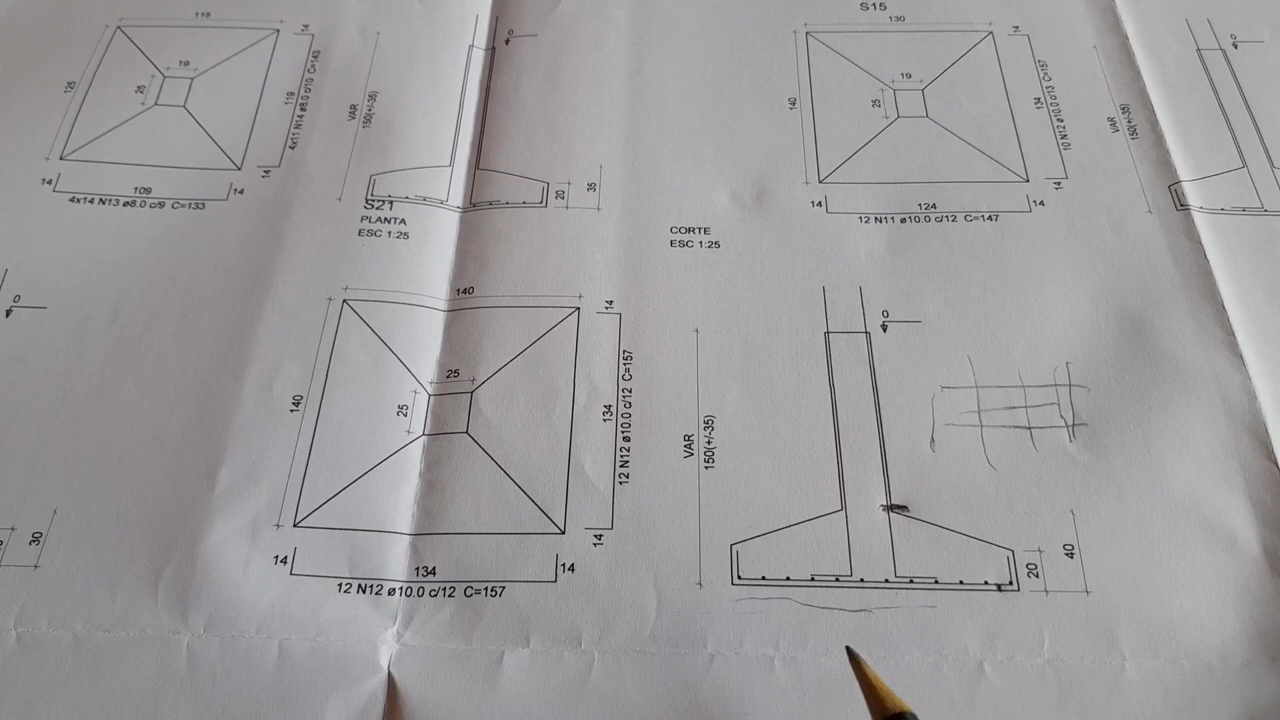 115
19
25
125
14
119
4x11 N14 ø8.0 c/10 C=143
14
14
109
14
4x14 N13 ø8.0 c/9 C=133
VAR
150(+/-35)
0
20
35
S15
130
19
25
140
14
134
10 N12 ø10.0 c/13 C=157
14
14
124
14
12 N11 ø10.0 c/12 C=147
VAR
150(+/-35)
0
S21
PLANTA
ESC 1:25
CORTE
ESC 1:25
0
30
140
25
25
140
14
134
12 N12 ø10.0 c/12 C=157
14
14
134
14
12 N12 ø10.0 c/12 C=157
VAR
150(+/-35)
0
20
40